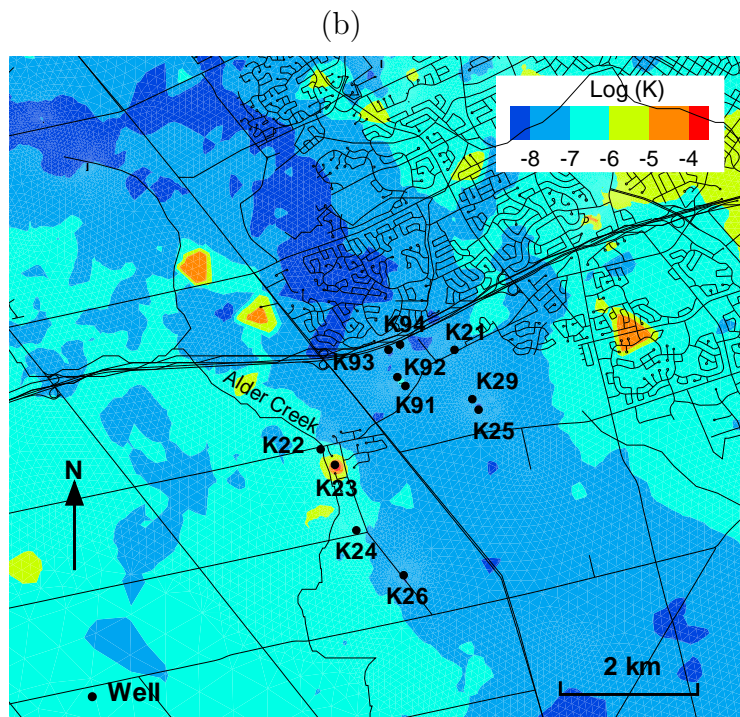 (b)
Log (K)
-8 -7 -6 -5 -4
K94
K21
K93
K92
K29
K91
Alder Creek
K25
K22
N
K23
K24
K26
2 km
Well